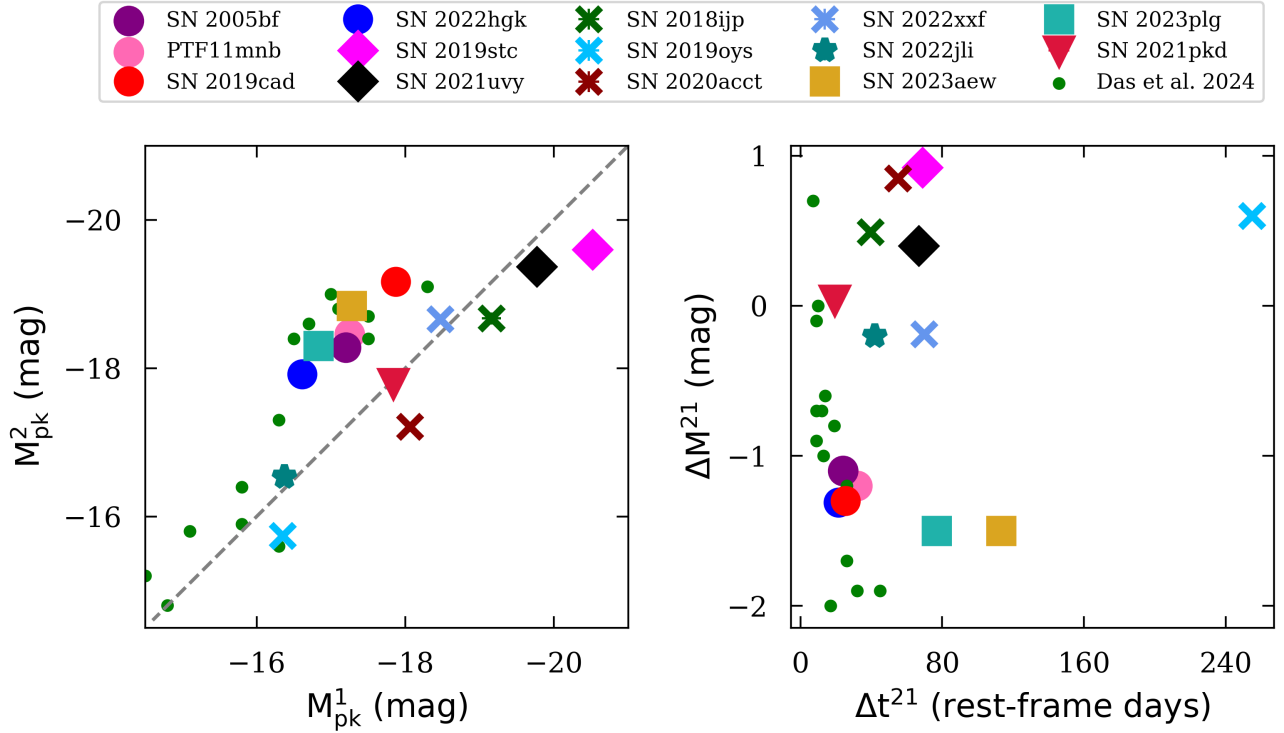 SN 2005bf SN 2022hgk SN 2018ijp SN 2022xxf SN 2023plg
PTF11mnb SN 2019stc SN 2019oys SN 2022jli SN 2021pkd
SN 2019cad SN 2021uvy SN 2020acct SN 2023aew Das et al. 2024
−20
−18
−16
M²pk (mag)
−16 −18 −20
M¹pk (mag)
1
0
−1
−2
ΔM²¹ (mag)
0 80 160 240
Δt²¹ (rest-frame days)